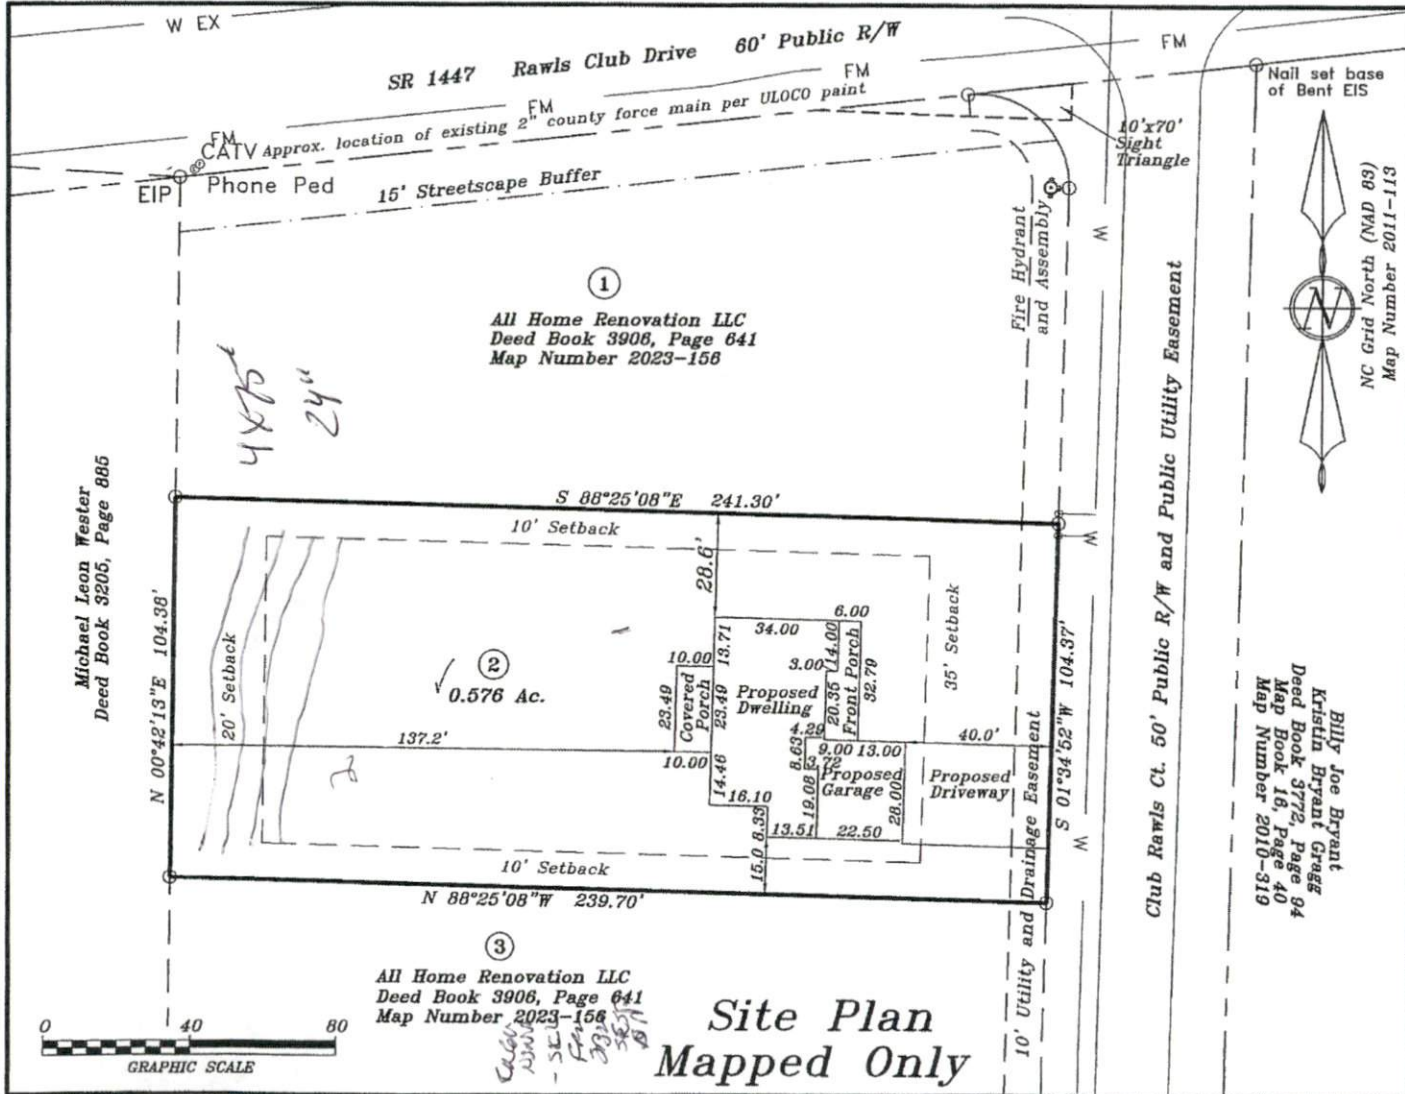 W EX
SR 1447 Rawls Club Drive 60' Public R/W
FM
FM
FM
FM
Approx. location of existing 2" county force main per ULOCO paint
CATV
EIP
Phone Ped
15' Streetscape Buffer
Nail set base
of Bent EIS
10'x70'
Sight
Triangle
NC Grid North (NAD 83)
Map Number 2011-113
N
Fire Hydrant
and Assembly
W
1
All Home Renovation LLC
Deed Book 3906, Page 641
Map Number 2023-156
4X75'
24"
Michael Leon Wester
Deed Book 3205, Page 885
S 88°25'08"E 241.30'
10' Setback
28.6'
W
N 00°42'13"E 104.38'
20' Setback
2
0.576 Ac.
137.2'
6.00
34.00
13.71
14.00
3.00
10.00
Covered
Porch
23.49
23.49
Proposed
Dwelling
20.35
Front Porch
32.79
35' Setback
4.29
8.63
9.00
13.00
40.0'
3.72
10.00
14.46
Proposed
Garage
19.08
28.00
Proposed
Driveway
16.10
8.33
13.51
22.50
15.0
2
S 01°34'52"W 104.37'
W
10' Setback
N 88°25'08"W 239.70'
10' Utility and Drainage Easement
Club Rawls Ct. 50' Public R/W and Public Utility Easement
Billy Joe Bryant
Kristin Bryant Gragg
Deed Book 3772, Page 94
Map Book 16, Page 40
Map Number 2010-319
3
All Home Renovation LLC
Deed Book 3906, Page 641
Map Number 2023-156
0 40 80
GRAPHIC SCALE
Site Plan
Mapped Only